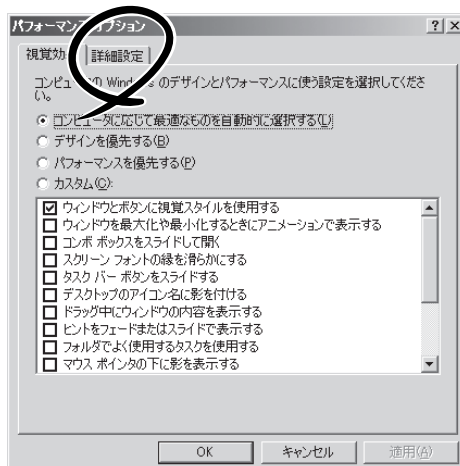 パフォーマンス オプション
視覚効 詳細設定
コンピュ の Wind s のデザインとパフォーマンスに使う設定を選択してくださ
い。
コンピュータに応じて最適なものを自動的に選択する(L)
デザインを優先する(B)
パフォーマンスを優先する(P)
カスタム(C):
ウィンドウとボタンに視覚スタイルを使用する
ウィンドウを最大化や最小化するときにアニメーションで表示する
コンボ ボックスをスライドして開く
スクリーン フォントの縁を滑らかにする
タスク バー ボタンをスライドする
デスクトップのアイコン名に影を付ける
ドラッグ中にウィンドウの内容を表示する
ヒントをフェードまたはスライドで表示する
フォルダでよく使用するタスクを使用する
マウス ポインタの下に影を表示する
OK キャンセル 適用(A)